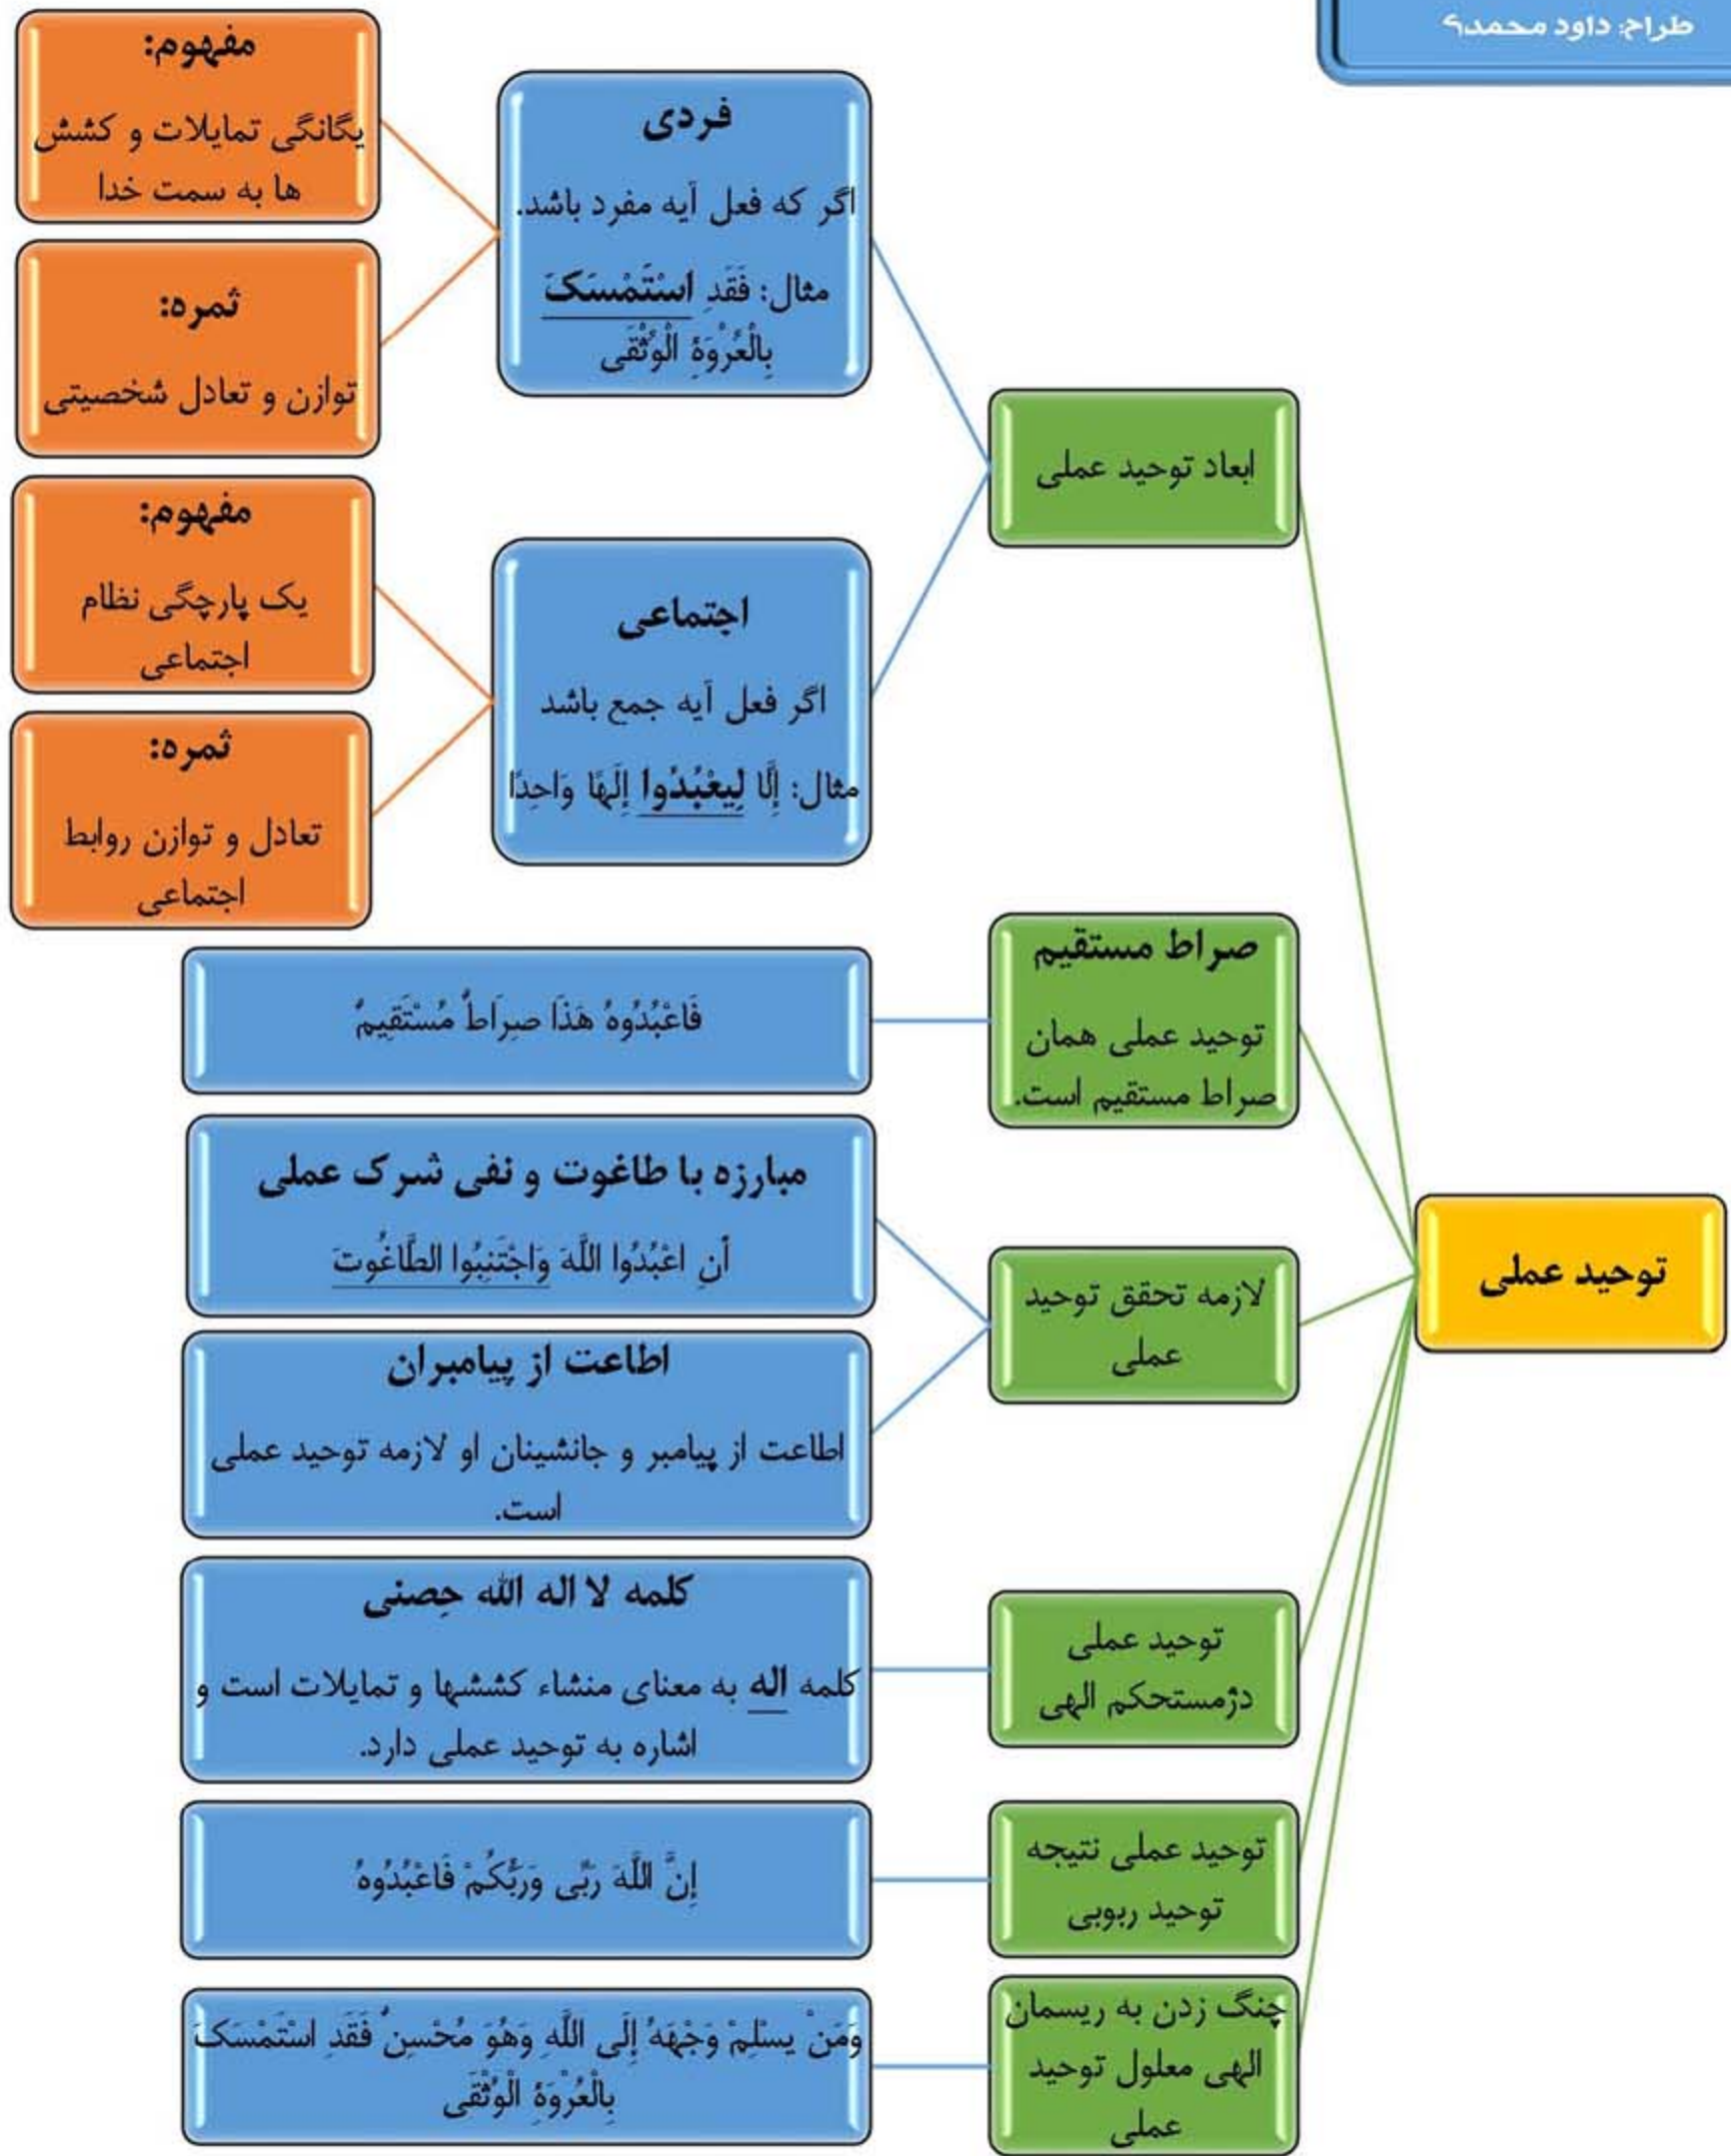 طراح: داود محمدی
توحید عملی
ابعاد توحید عملی
فردی
اگر که فعل آیه مفرد باشد.
مثال: فَقَدِ اسْتَمْسَکَ
بِالْعُرْوَةِ الْوُثْقَى
مفهوم:
یگانگی تمایلات و کشش
ها به سمت خدا
ثمره:
توازن و تعادل شخصیتی
اجتماعی
اگر فعل آیه جمع باشد
مثال: إِلَّا لِيعْبُدُوا إِلَهًا وَاحِدًا
مفهوم:
یک پارچگی نظام
اجتماعی
ثمره:
تعادل و توازن روابط
اجتماعی
صراط مستقیم
توحید عملی همان
صراط مستقیم است.
فَاعْبُدُوهُ هَذَا صِرَاطٌ مُسْتَقِيمٌ
لازمه تحقق توحید
عملی
مبارزه با طاغوت و نفی شرک عملی
أَنِ اعْبُدُوا اللَّهَ وَاجْتَنِبُوا الطَّاغُوتَ
اطاعت از پیامبران
اطاعت از پیامبر و جانشینان او لازمه توحید عملی
است.
توحید عملی
دژمستحکم الهی
کلمه لا اله الله حِصنی
کلمه اله به معنای منشاء کششها و تمایلات است و
اشاره به توحید عملی دارد.
توحید عملی نتیجه
توحید ربوبی
إِنَّ اللَّهَ رَبِّی وَرَبُّکُمْ فَاعْبُدُوهُ
چنگ زدن به ریسمان
الهی معلول توحید
عملی
وَمَنْ يسْلِمْ وَجْهَهُ إِلَى اللَّهِ وَهُوَ مُحْسِنٌ فَقَدِ اسْتَمْسَکَ
بِالْعُرْوَةِ الْوُثْقَى